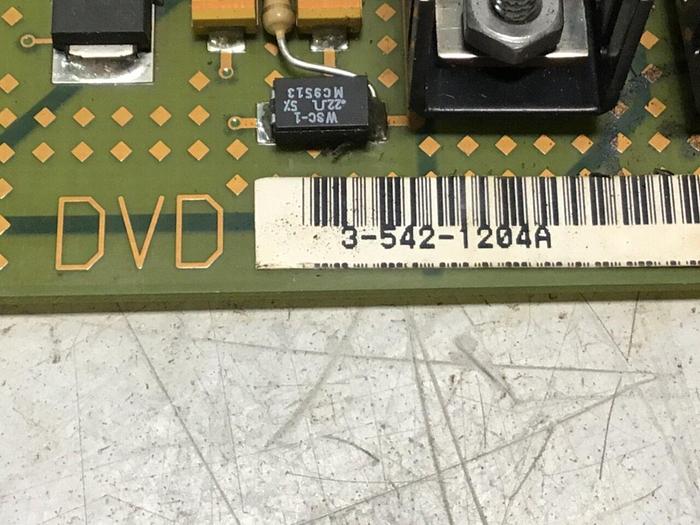 WSC-1
.22Ω 5%
MC9513
DVD
3-542-1204A